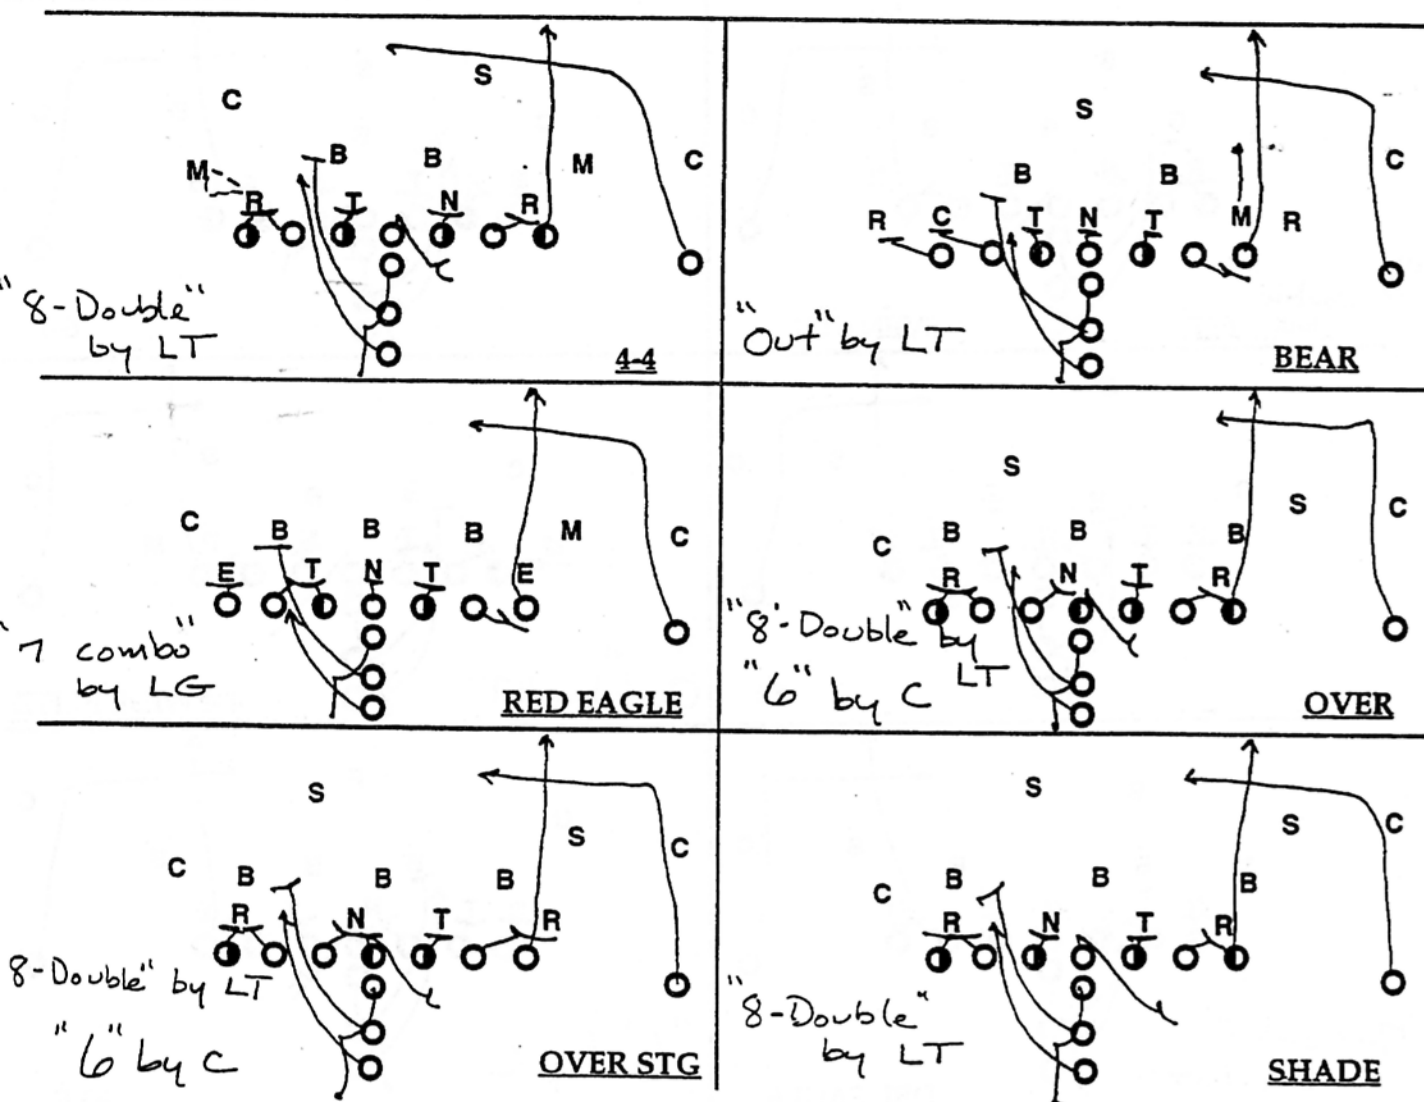 S
C
B B M C
M
R T N R
"8-Double"
by LT
4-4
S
C
B B
R C T N T M R
"Out" by LT
BEAR
C B B B M C
E T N T E
"7 combo"
by LG
RED EAGLE
S
S C
C B B B
R N T R
"8-Double" by
LT
"6" by C
OVER
S
S C
C B B B
R N T R
8-Double" by LT
"6" by C
OVER STG
S
S C
C B B B
R N T R
"8-Double"
by LT
SHADE